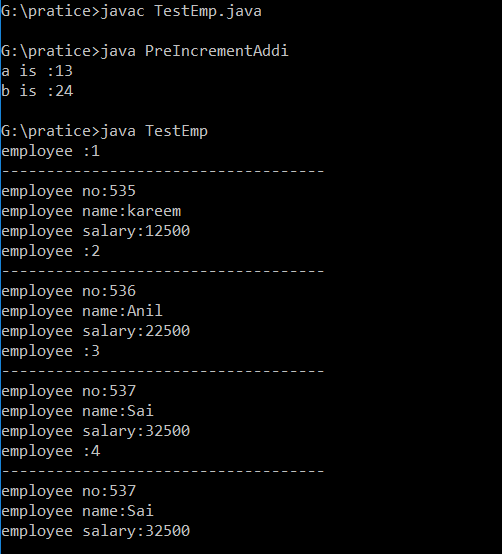 G:\pratice>javac TestEmp.java
G:\pratice>java PreIncrementAddi
a is :13
b is :24
G:\pratice>java TestEmp
employee :1
------------------------------------
employee no:535
employee name:kareem
employee salary:12500
employee :2
------------------------------------
employee no:536
employee name:Anil
employee salary:22500
employee :3
------------------------------------
employee no:537
employee name:Sai
employee salary:32500
employee :4
------------------------------------
employee no:537
employee name:Sai
employee salary:32500